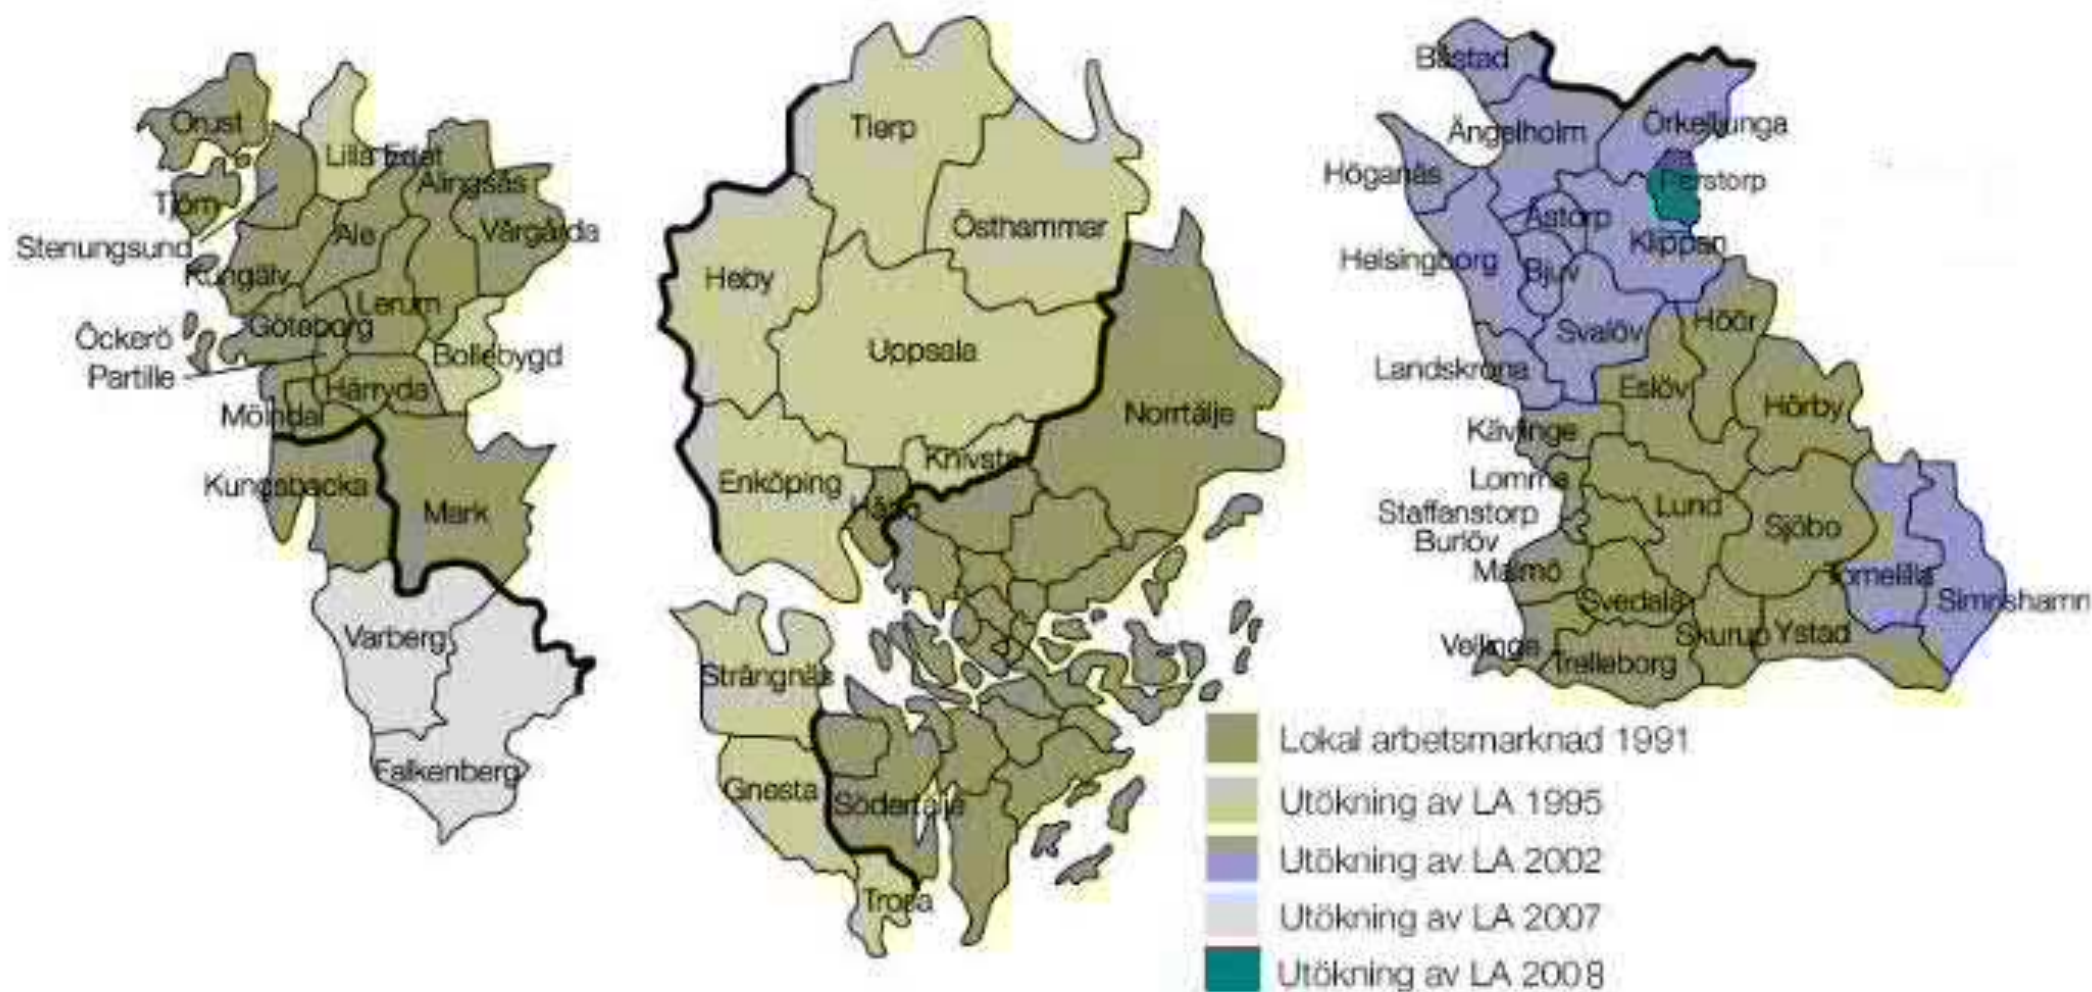 Orust
Lilla Edet
Alingsås
Tjörn
Ale
Vårgårda
Stenungsund
Kungälv
Lerum
Göteborg
Öckerö
Bollebygd
Partille
Härryda
Mölndal
Kungsbacka
Mark
Varberg
Falkenberg
Tierp
Östhammar
Heby
Uppsala
Norrtälje
Knivsta
Enköping
Håbo
Strängnäs
Gnesta
Södertälje
Trosa
Båstad
Ängelholm
Örkelljunga
Höganäs
Perstorp
Åstorp
Klippan
Helsingborg
Bjuv
Svalöv
Höör
Landskrona
Eslöv
Hörby
Kävlinge
Lomma
Lund
Staffanstorp
Sjöbo
Burlöv
Malmö
Tomelilla
Svedala
Simrishamn
Skurup
Ystad
Vellinge
Trelleborg
Lokal arbetsmarknad 1991
Utökning av LA 1995
Utökning av LA 2002
Utökning av LA 2007
Utökning av LA 2008